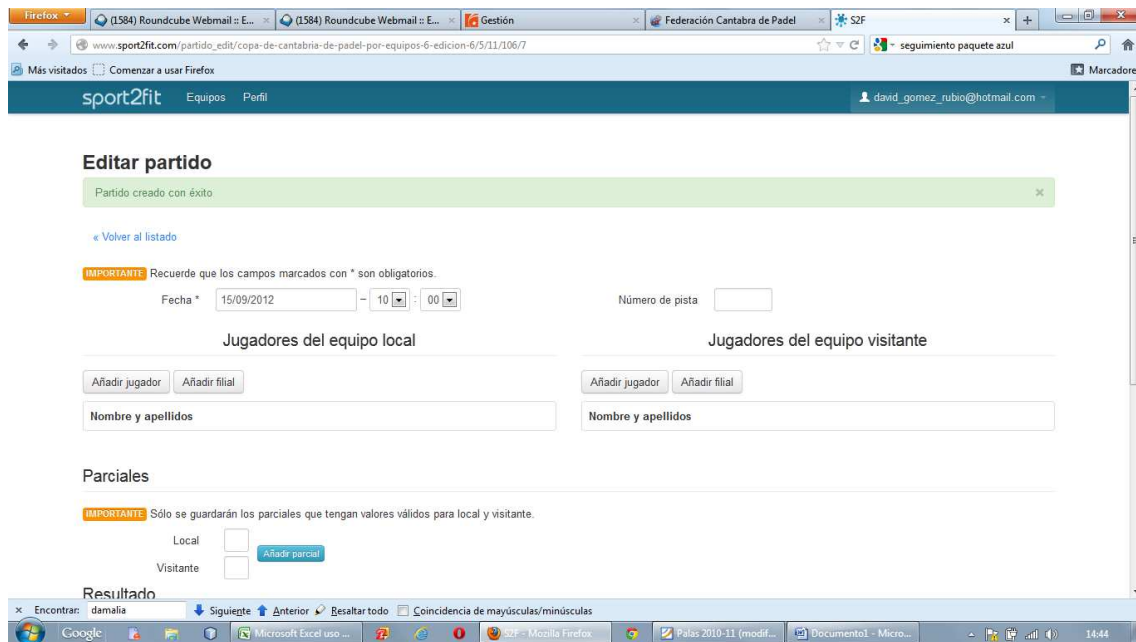 Firefox
(1584) Roundcube Webmail :: E...
(1584) Roundcube Webmail :: E...
Gestión
Federación Cantabra de Padel
S2F
www.sport2fit.com/partido_edit/copa-de-cantabria-de-padel-por-equipos-6-edicion-6/5/11/106/7
seguimiento paquete azul
Más visitados Comenzar a usar Firefox Marcadore
sport2fit Equipos Perfil david_gomez_rubio@hotmail.com
Editar partido
Partido creado con éxito
« Volver al listado
IMPORTANTE Recuerde que los campos marcados con * son obligatorios.
Fecha * 15/09/2012 – 10 : 00 Número de pista
Jugadores del equipo local Jugadores del equipo visitante
Añadir jugador Añadir filial Añadir jugador Añadir filial
Nombre y apellidos Nombre y apellidos
Parciales
IMPORTANTE Sólo se guardarán los parciales que tengan valores válidos para local y visitante.
Local
Añadir parcial
Visitante
Resultado
× Encontrar: damalia Siguiente Anterior Resaltar todo Coincidencia de mayúsculas/minúsculas
Google Microsoft Excel uso ... S2F - Mozilla Firefox Palas 2010-11 (modif... Documento1 - Micro... 14:44